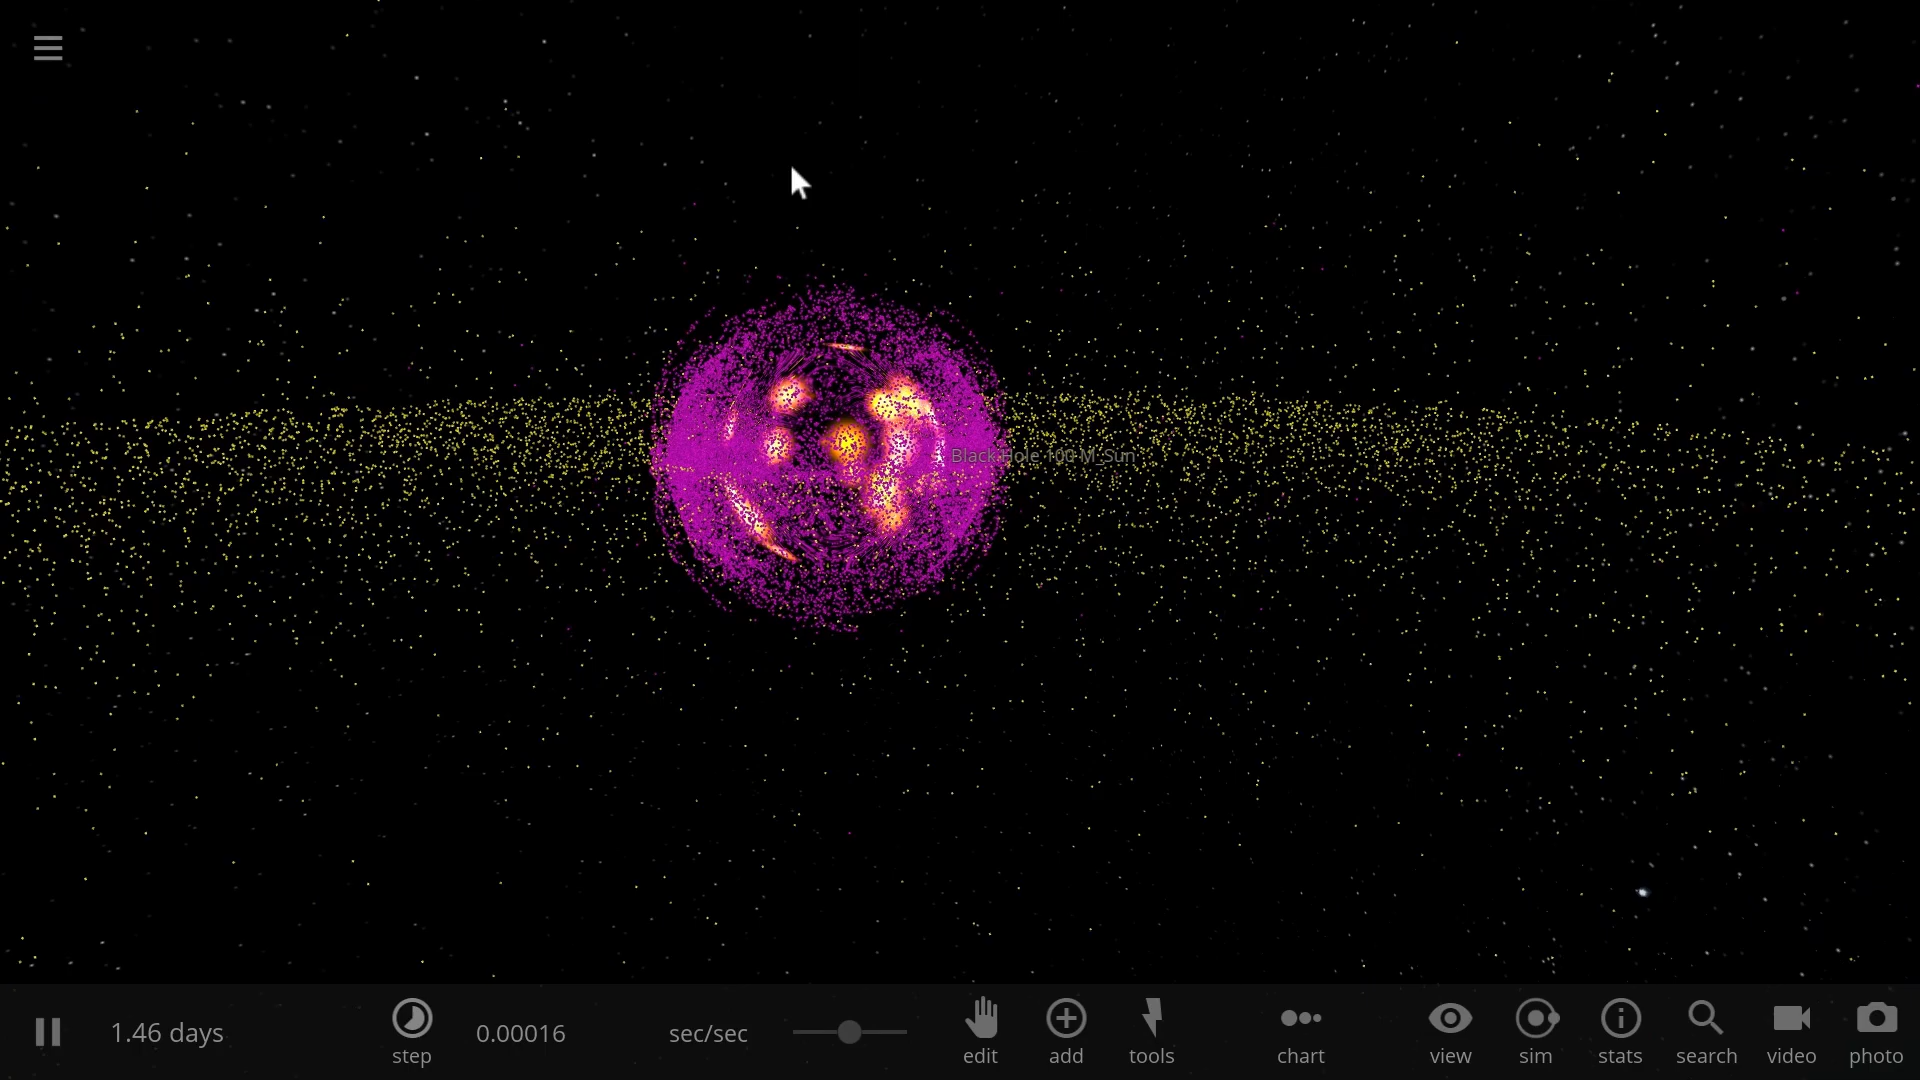 Black Hole 100 M_Sun
1.46 days
step
0.00016
sec/sec
edit
add
tools
chart
view
sim
stats
search
video
photo